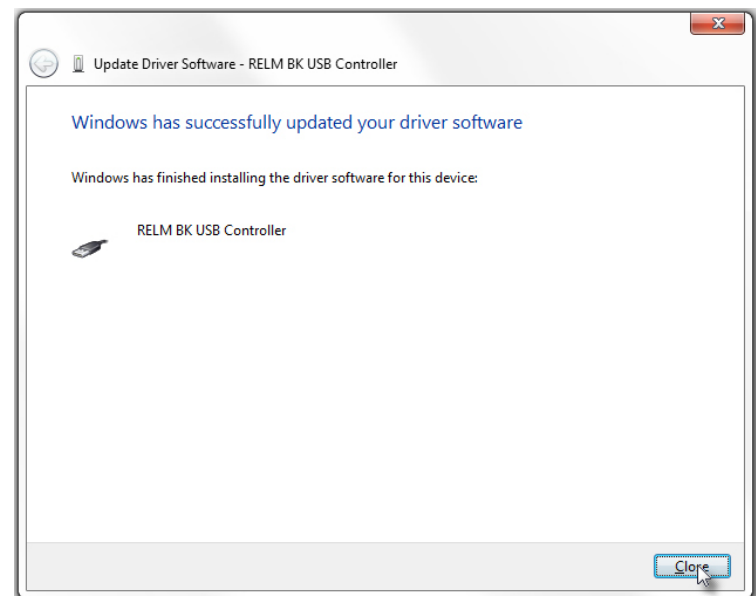 Update Driver Software - RELM BK USB Controller
Windows has successfully updated your driver software
Windows has finished installing the driver software for this device:
RELM BK USB Controller
Close